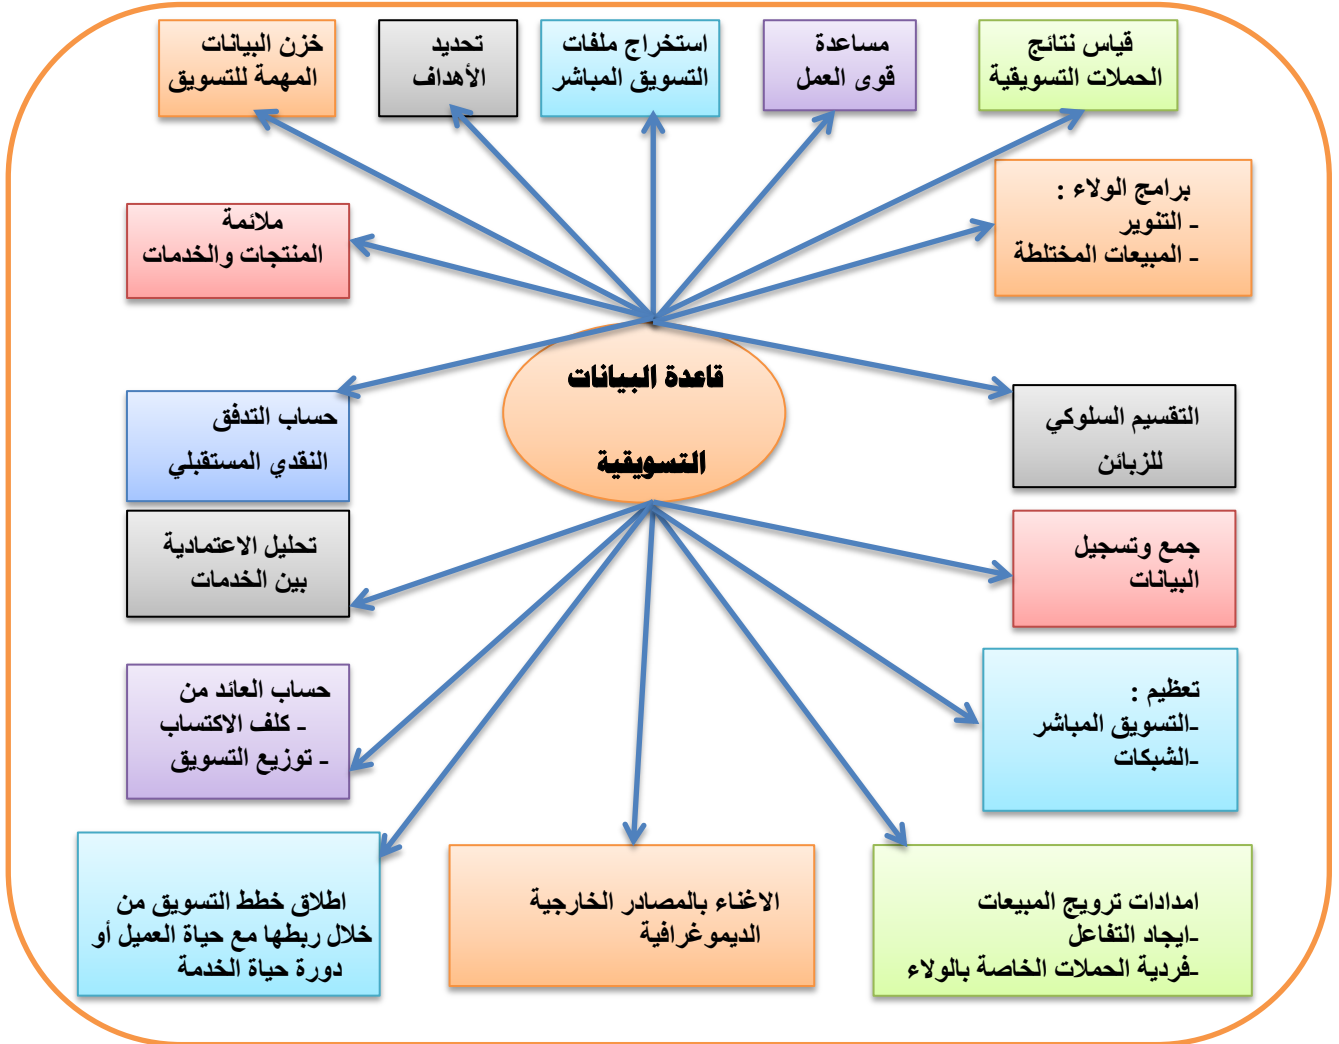 قياس نتائج
الحملات التسويقية
مساعدة
قوى العمل
استخراج ملفات
التسويق المباشر
تحديد
الأهداف
خزن البيانات
المهمة للتسويق
برامج الولاء :
- التنوير
- المبيعات المختلطة
ملائمة
المنتجات والخدمات
قاعدة البيانات
التسويقية
التقسيم السلوكي
للزبائن
حساب التدفق
النقدي المستقبلي
جمع وتسجيل
البيانات
تحليل الاعتمادية
بين الخدمات
تعظيم :
-التسويق المباشر
-الشبكات
حساب العائد من
- كلف الاكتساب
- توزيع التسويق
امدادات ترويج المبيعات
-ايجاد التفاعل
-فردية الحملات الخاصة بالولاء
الاغناء بالمصادر الخارجية
الديموغرافية
اطلاق خطط التسويق من
خلال ربطها مع حياة العميل أو
دورة حياة الخدمة